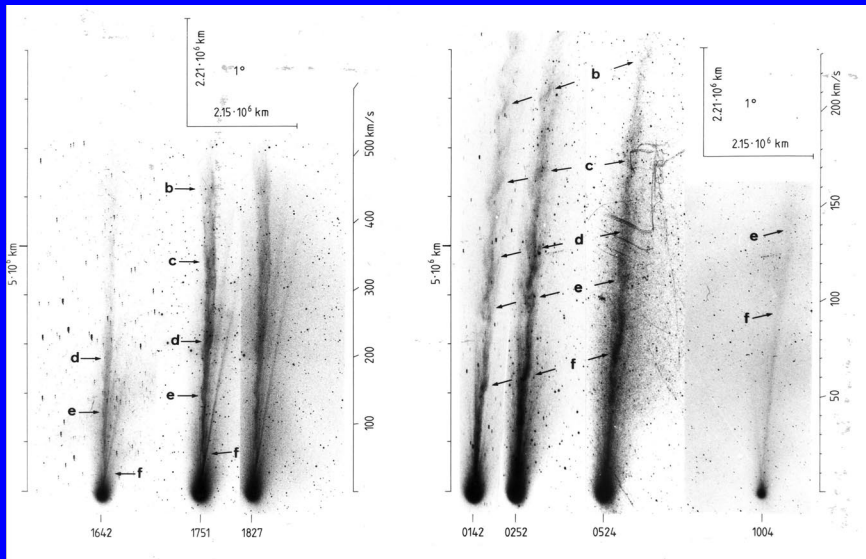 2.21·10⁶ km
1°
2.15·10⁶ km
5·10⁶ km
500 km/s
400
300
200
100
b
c
d
e
d
e
f
f
1642
1751
1827
2.21·10⁶ km
1°
2.15·10⁶ km
5·10⁶ km
200 km/s
150
100
50
b
c
d
e
f
e
f
0142
0252
0524
1004